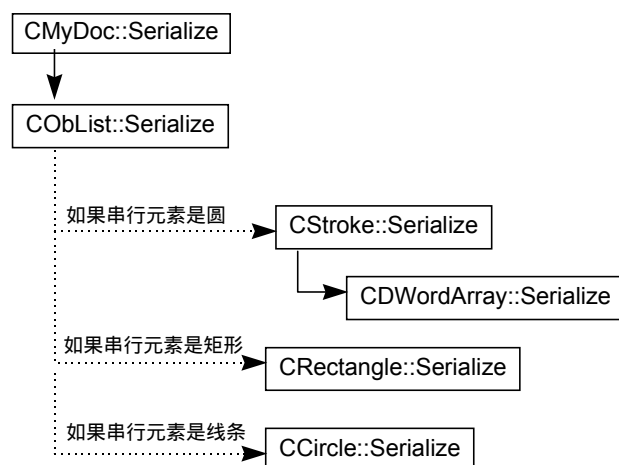 CMyDoc::Serialize
CObList::Serialize
如果串行元素是圆
CStroke::Serialize
CDWordArray::Serialize
如果串行元素是矩形
CRectangle::Serialize
如果串行元素是线条
CCircle::Serialize